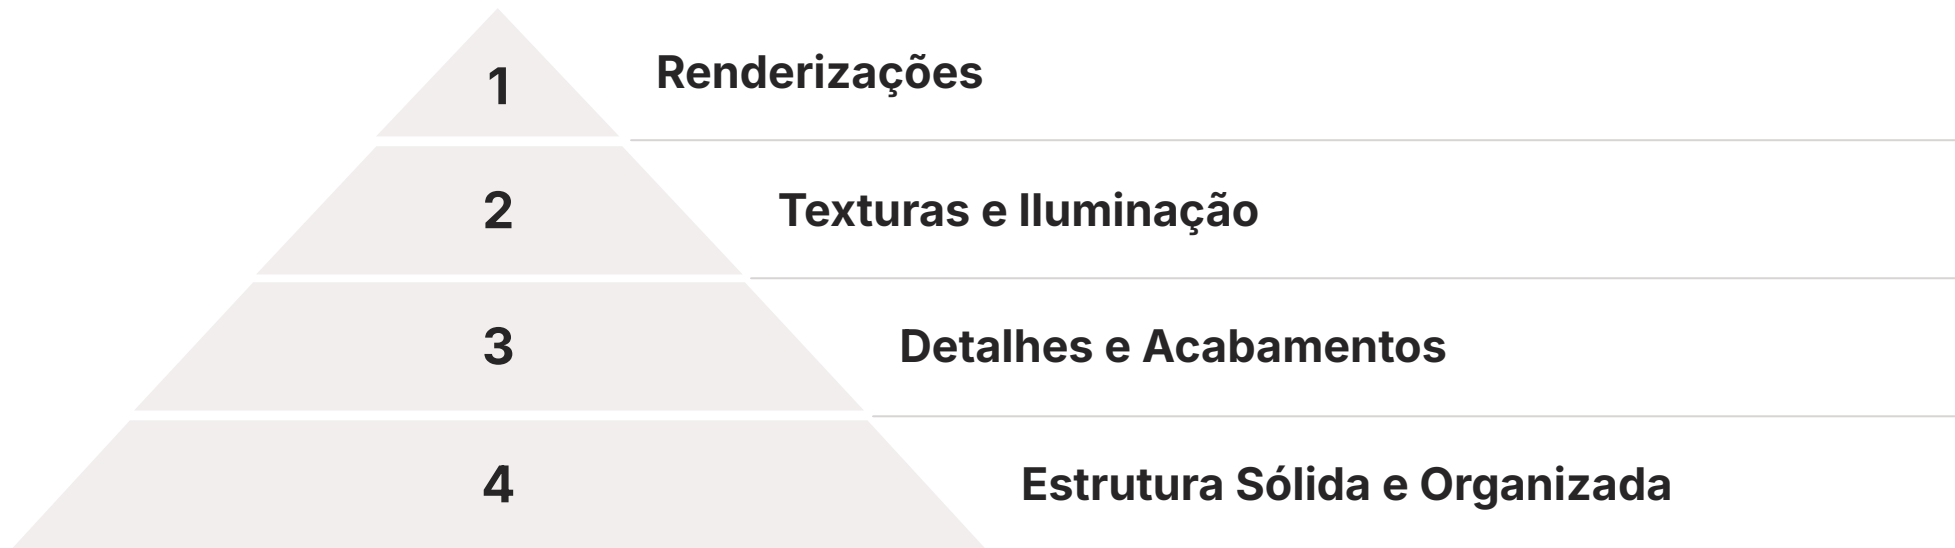 1
Renderizações
2
Texturas e Iluminação
3
Detalhes e Acabamentos
4
Estrutura Sólida e Organizada